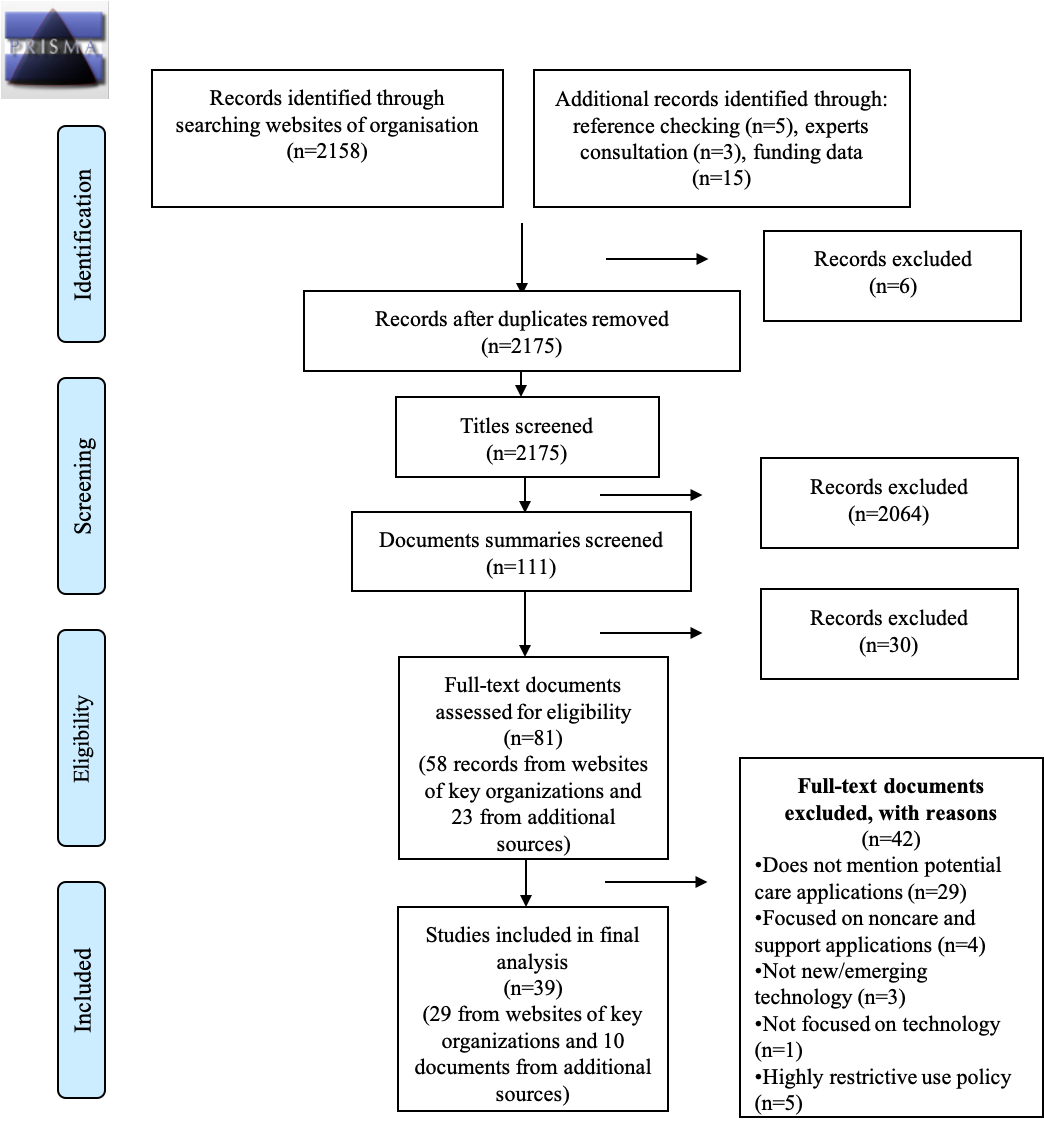 PRISMA
Records identified through
searching websites of organisation
(n=2158)
Additional records identified through:
reference checking (n=5), experts
consultation (n=3), funding data
(n=15)
Identification
Records excluded
(n=6)
Records after duplicates removed
(n=2175)
Screening
Titles screened
(n=2175)
Records excluded
(n=2064)
Documents summaries screened
(n=111)
Records excluded
(n=30)
Eligibility
Full-text documents
assessed for eligibility
(n=81)
(58 records from websites
of key organizations and
23 from additional
sources)
Full-text documents
excluded, with reasons
(n=42)
•Does not mention potential
care applications (n=29)
•Focused on noncare and
support applications (n=4)
•Not new/emerging
technology (n=3)
•Not focused on technology
(n=1)
•Highly restrictive use policy
(n=5)
Included
Studies included in final
analysis
(n=39)
(29 from websites of key
organizations and 10
documents from additional
sources)